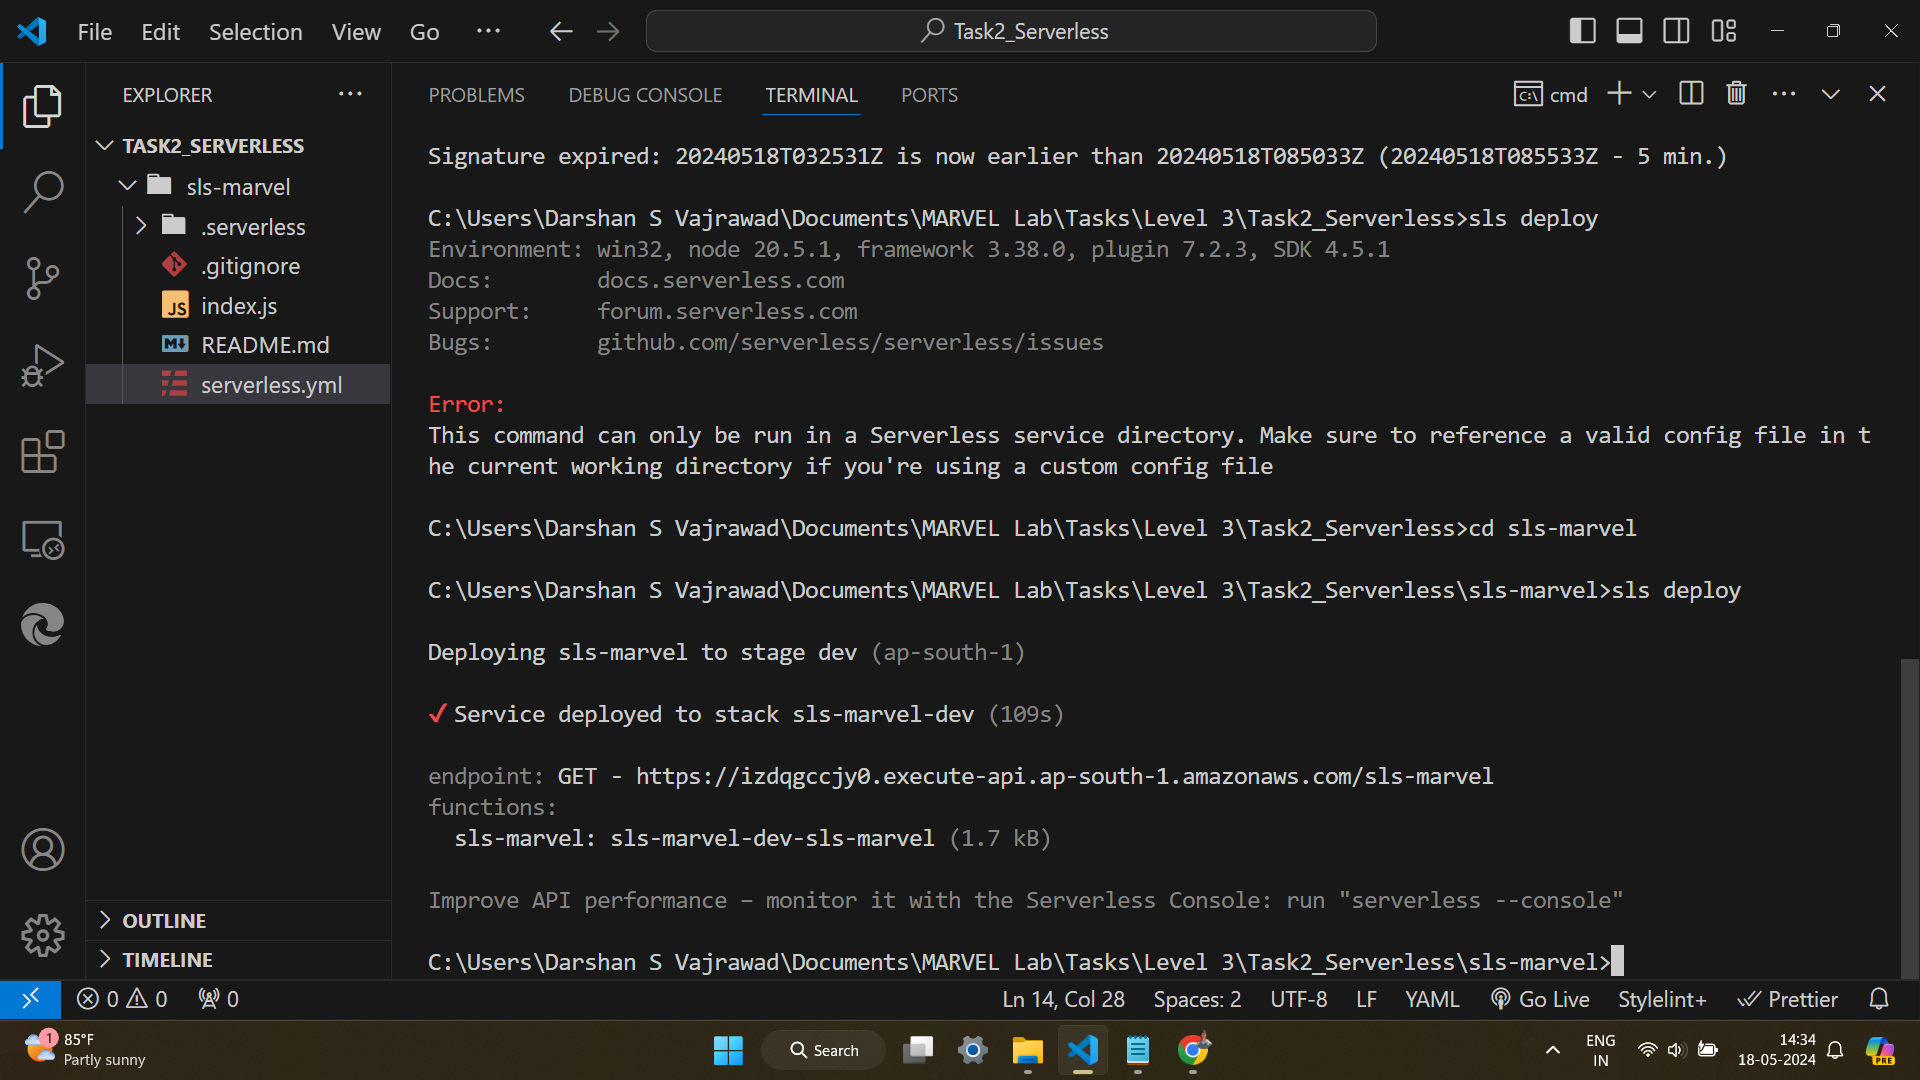 File Edit Selection View Go ... Task2_Serverless
EXPLORER ...
TASK2_SERVERLESS
sls-marvel
.serverless
.gitignore
JS index.js
M README.md
serverless.yml
OUTLINE
TIMELINE
PROBLEMS DEBUG CONSOLE TERMINAL PORTS cmd
Signature expired: 20240518T032531Z is now earlier than 20240518T085033Z (20240518T085533Z - 5 min.)
C:\Users\Darshan S Vajrawad\Documents\MARVEL Lab\Tasks\Level 3\Task2_Serverless>sls deploy
Environment: win32, node 20.5.1, framework 3.38.0, plugin 7.2.3, SDK 4.5.1
Docs: docs.serverless.com
Support: forum.serverless.com
Bugs: github.com/serverless/serverless/issues
Error:
This command can only be run in a Serverless service directory. Make sure to reference a valid config file in t
he current working directory if you're using a custom config file
C:\Users\Darshan S Vajrawad\Documents\MARVEL Lab\Tasks\Level 3\Task2_Serverless>cd sls-marvel
C:\Users\Darshan S Vajrawad\Documents\MARVEL Lab\Tasks\Level 3\Task2_Serverless\sls-marvel>sls deploy
Deploying sls-marvel to stage dev (ap-south-1)
✔ Service deployed to stack sls-marvel-dev (109s)
endpoint: GET - https://izdqgccjy0.execute-api.ap-south-1.amazonaws.com/sls-marvel
functions:
sls-marvel: sls-marvel-dev-sls-marvel (1.7 kB)
Improve API performance – monitor it with the Serverless Console: run "serverless --console"
C:\Users\Darshan S Vajrawad\Documents\MARVEL Lab\Tasks\Level 3\Task2_Serverless\sls-marvel>
0 0 0 Ln 14, Col 28 Spaces: 2 UTF-8 LF YAML Go Live Stylelint+ Prettier
1 85°F
Partly sunny
Search
ENG
IN
14:34
18-05-2024
PRE